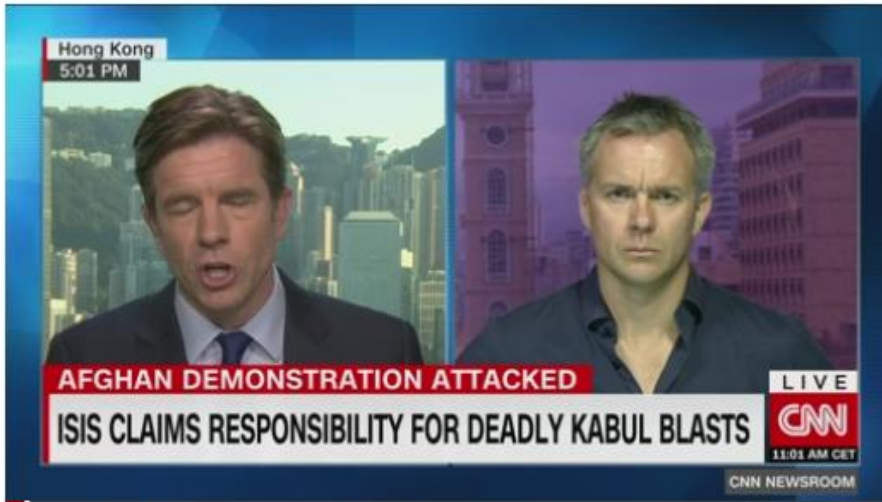 Hong Kong
5:01 PM
AFGHAN DEMONSTRATION ATTACKED
ISIS CLAIMS RESPONSIBILITY FOR DEADLY KABUL BLASTS
LIVE
CNN
11:01 AM CET
CNN NEWSROOM